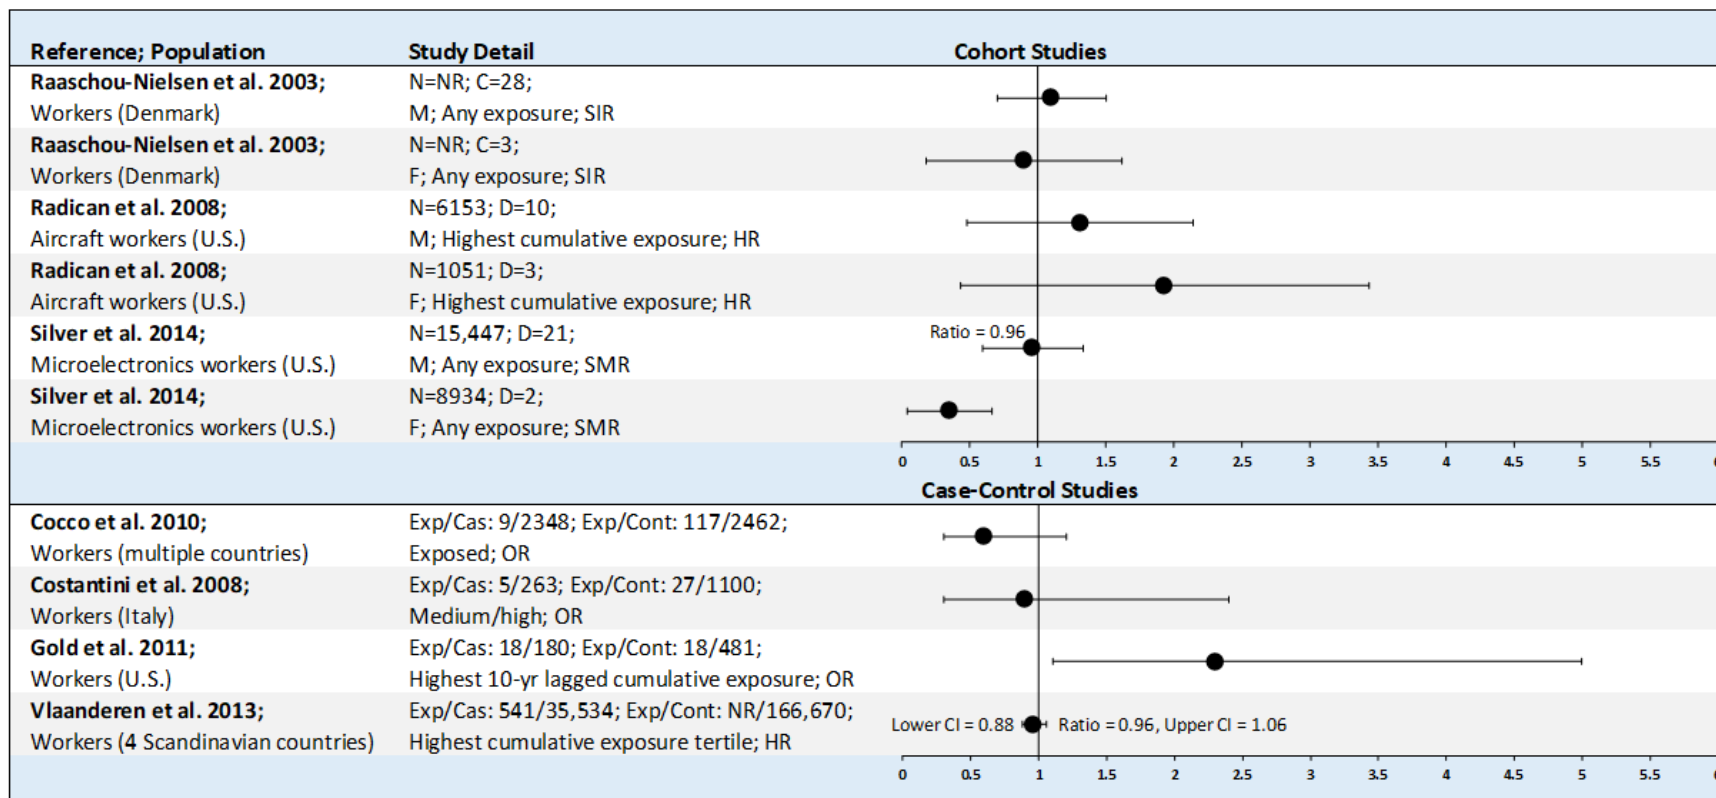 Reference; Population Study Detail Cohort Studies
Raaschou-Nielsen et al. 2003; N=NR; C=28;
Workers (Denmark) M; Any exposure; SIR
Raaschou-Nielsen et al. 2003; N=NR; C=3;
Workers (Denmark) F; Any exposure; SIR
Radican et al. 2008; N=6153; D=10;
Aircraft workers (U.S.) M; Highest cumulative exposure; HR
Radican et al. 2008; N=1051; D=3;
Aircraft workers (U.S.) F; Highest cumulative exposure; HR
Silver et al. 2014; N=15,447; D=21; Ratio = 0.96
Microelectronics workers (U.S.) M; Any exposure; SMR
Silver et al. 2014; N=8934; D=2;
Microelectronics workers (U.S.) F; Any exposure; SMR
0 0.5 1 1.5 2 2.5 3 3.5 4 4.5 5 5.5
Case-Control Studies
Cocco et al. 2010; Exp/Cas: 9/2348; Exp/Cont: 117/2462;
Workers (multiple countries) Exposed; OR
Costantini et al. 2008; Exp/Cas: 5/263; Exp/Cont: 27/1100;
Workers (Italy) Medium/high; OR
Gold et al. 2011; Exp/Cas: 18/180; Exp/Cont: 18/481;
Workers (U.S.) Highest 10-yr lagged cumulative exposure; OR
Vlaanderen et al. 2013; Exp/Cas: 541/35,534; Exp/Cont: NR/166,670; Lower CI = 0.88 Ratio = 0.96, Upper CI = 1.06
Workers (4 Scandinavian countries) Highest cumulative exposure tertile; HR
0 0.5 1 1.5 2 2.5 3 3.5 4 4.5 5 5.5